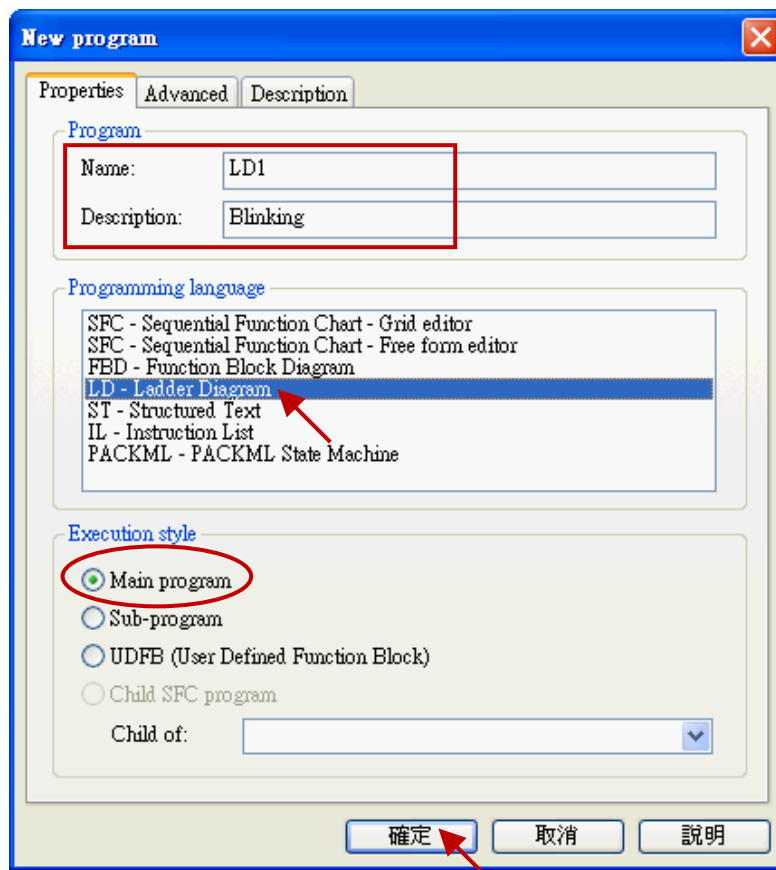 New program
Properties Advanced Description
Program
Name: LD1
Description: Blinking
Programming language
SFC - Sequential Function Chart - Grid editor
SFC - Sequential Function Chart - Free form editor
FBD - Function Block Diagram
LD - Ladder Diagram
ST - Structured Text
IL - Instruction List
PACKML - PACKML State Machine
Execution style
Main program
Sub-program
UDFB (User Defined Function Block)
Child SFC program
Child of:
確定 取消 說明